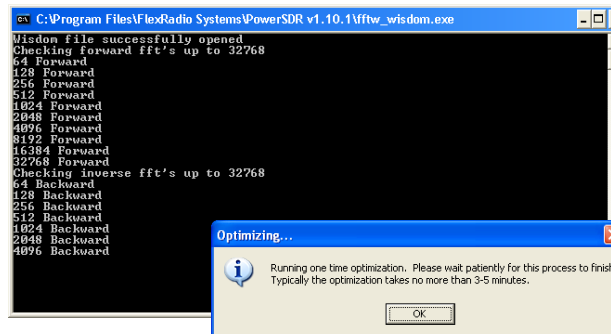 C:\Program Files\FlexRadio Systems\PowerSDR v1.10.1\fftw_wisdom.exe
Wisdom file successfully opened
Checking forward fft's up to 32768
64 Forward
128 Forward
256 Forward
512 Forward
1024 Forward
2048 Forward
4096 Forward
8192 Forward
16384 Forward
32768 Forward
Checking inverse fft's up to 32768
64 Backward
128 Backward
256 Backward
512 Backward
1024 Backward
2048 Backward
4096 Backward
Optimizing...
Running one time optimization. Please wait patiently for this process to finish
Typically the optimization takes no more than 3-5 minutes.
OK